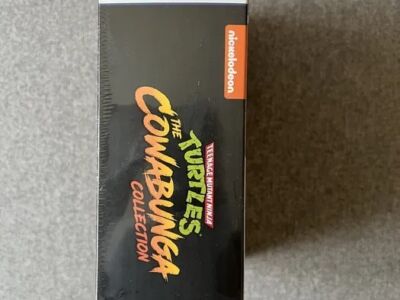 nickelodeon
TEENAGE MUTANT NINJA
TURTLES
THE
COWABUNGA
COLLECTION